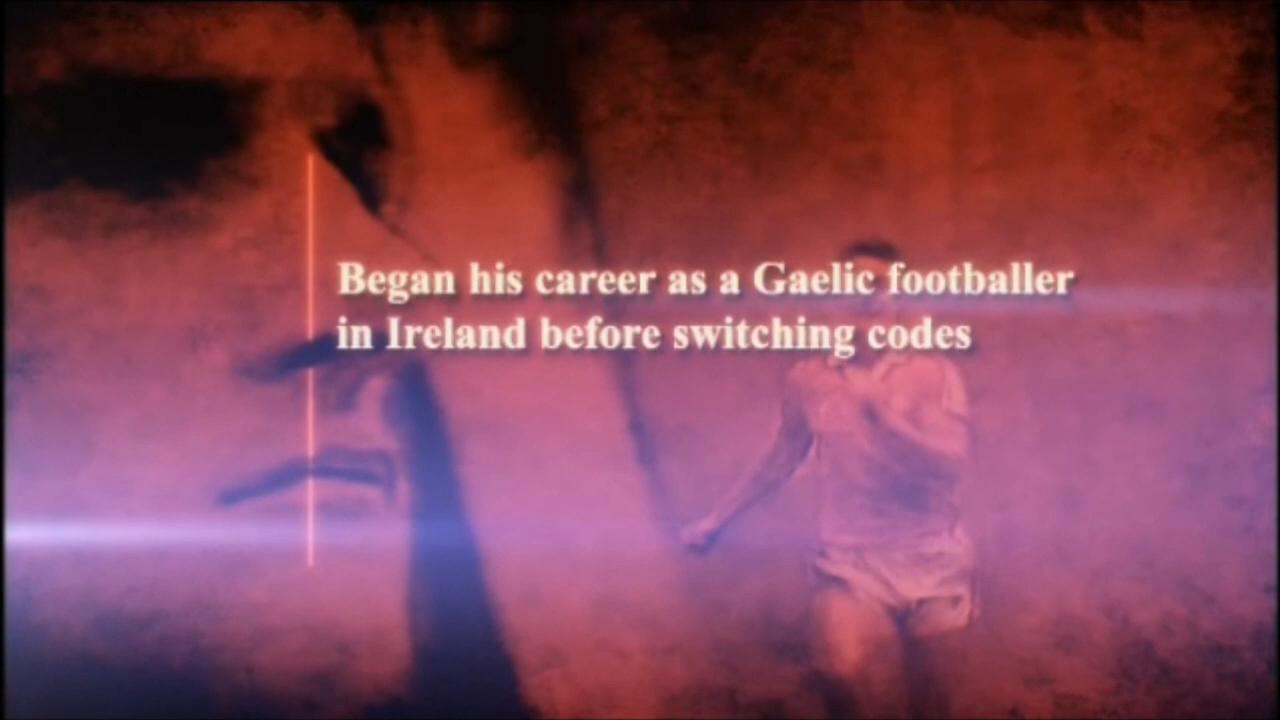 Began his career as a Gaelic footballer
in Ireland before switching codes